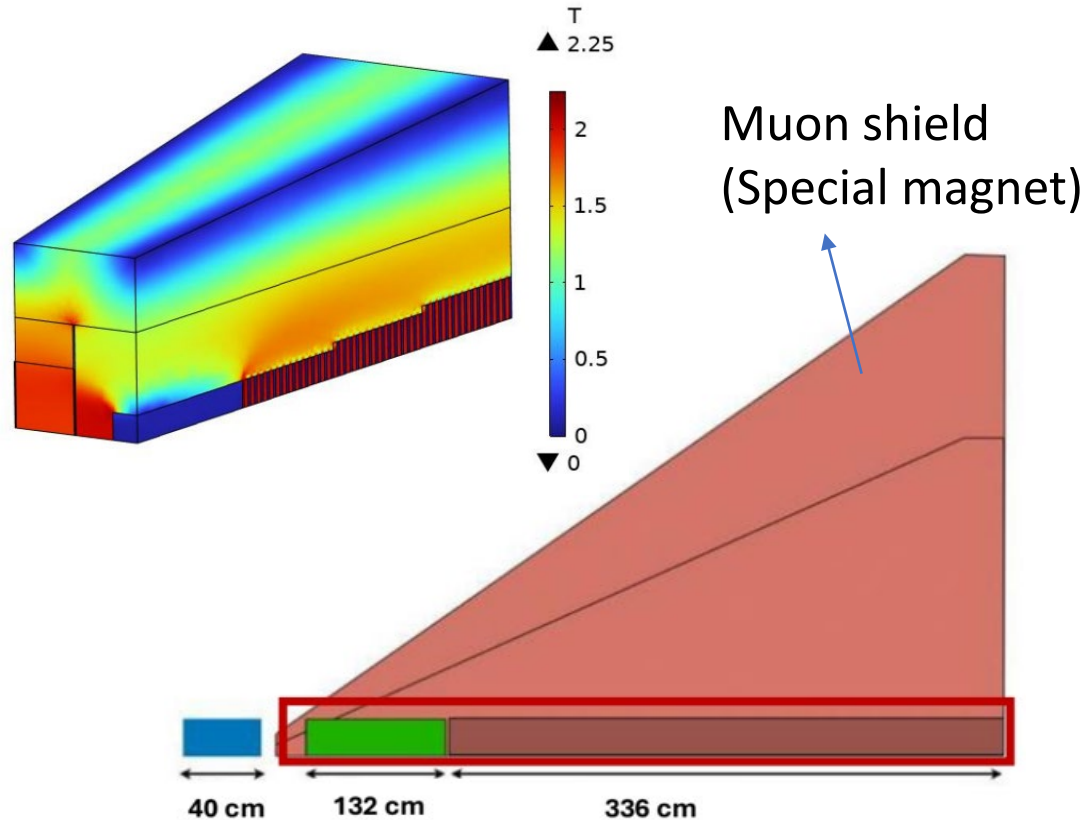 T
▲ 2.25
2
1.5
1
0.5
0
▼ 0
Muon shield
(Special magnet)
40 cm
132 cm
336 cm